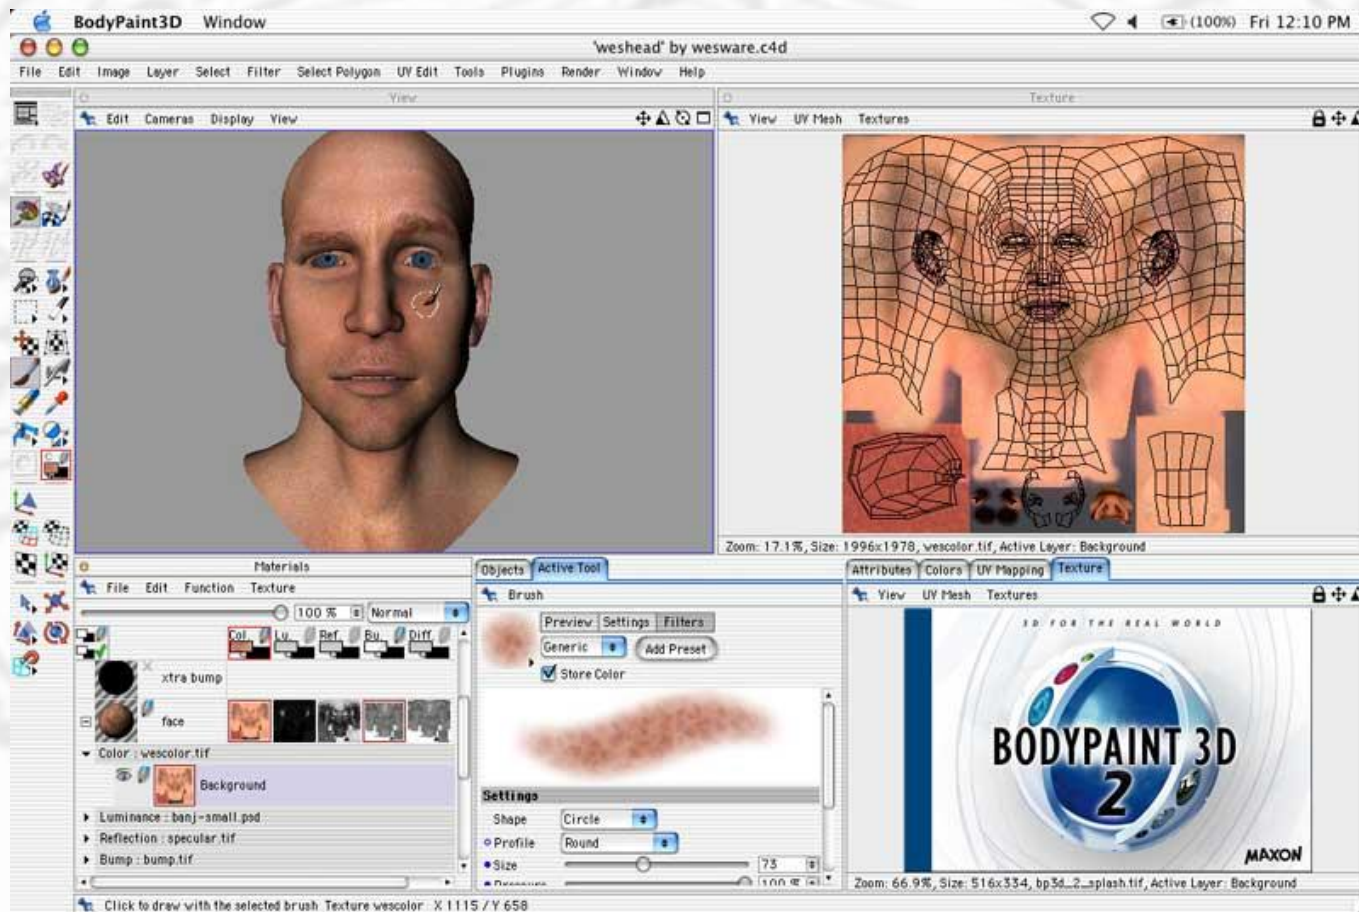 BodyPaint3D Window
(100%) Fri 12:10 PM
'weshead' by wesware.c4d
File Edit Image Layer Select Filter Select Polygon UV Edit Tools Plugins Render Window Help
View
Edit Cameras Display View
Texture
View UV Mesh Textures
Zoom: 17.1%, Size: 1996x1978, wescolor.tif, Active Layer: Background
Materials
File Edit Function Texture
100 % Normal
Col... Lu... Ref... Bu... Diff...
xtra bump
face
Color : wescolor.tif
Background
Luminance : banj-small.psd
Reflection : specular.tif
Bump : bump.tif
Objects Active Tool
Brush
Preview Settings Filters
Generic Add Preset
Store Color
Settings
Shape Circle
Profile Round
Size 73
Pressure 100 %
Attributes Colors UV Mapping Texture
View UV Mesh Textures
3D FOR THE REAL WORLD
BODYPAINT 3D
2
MAXON
Zoom: 66.9%, Size: 516x334, bp3d_2_splash.tif, Active Layer: Background
Click to draw with the selected brush Texture wescolor X 1115 / Y 658